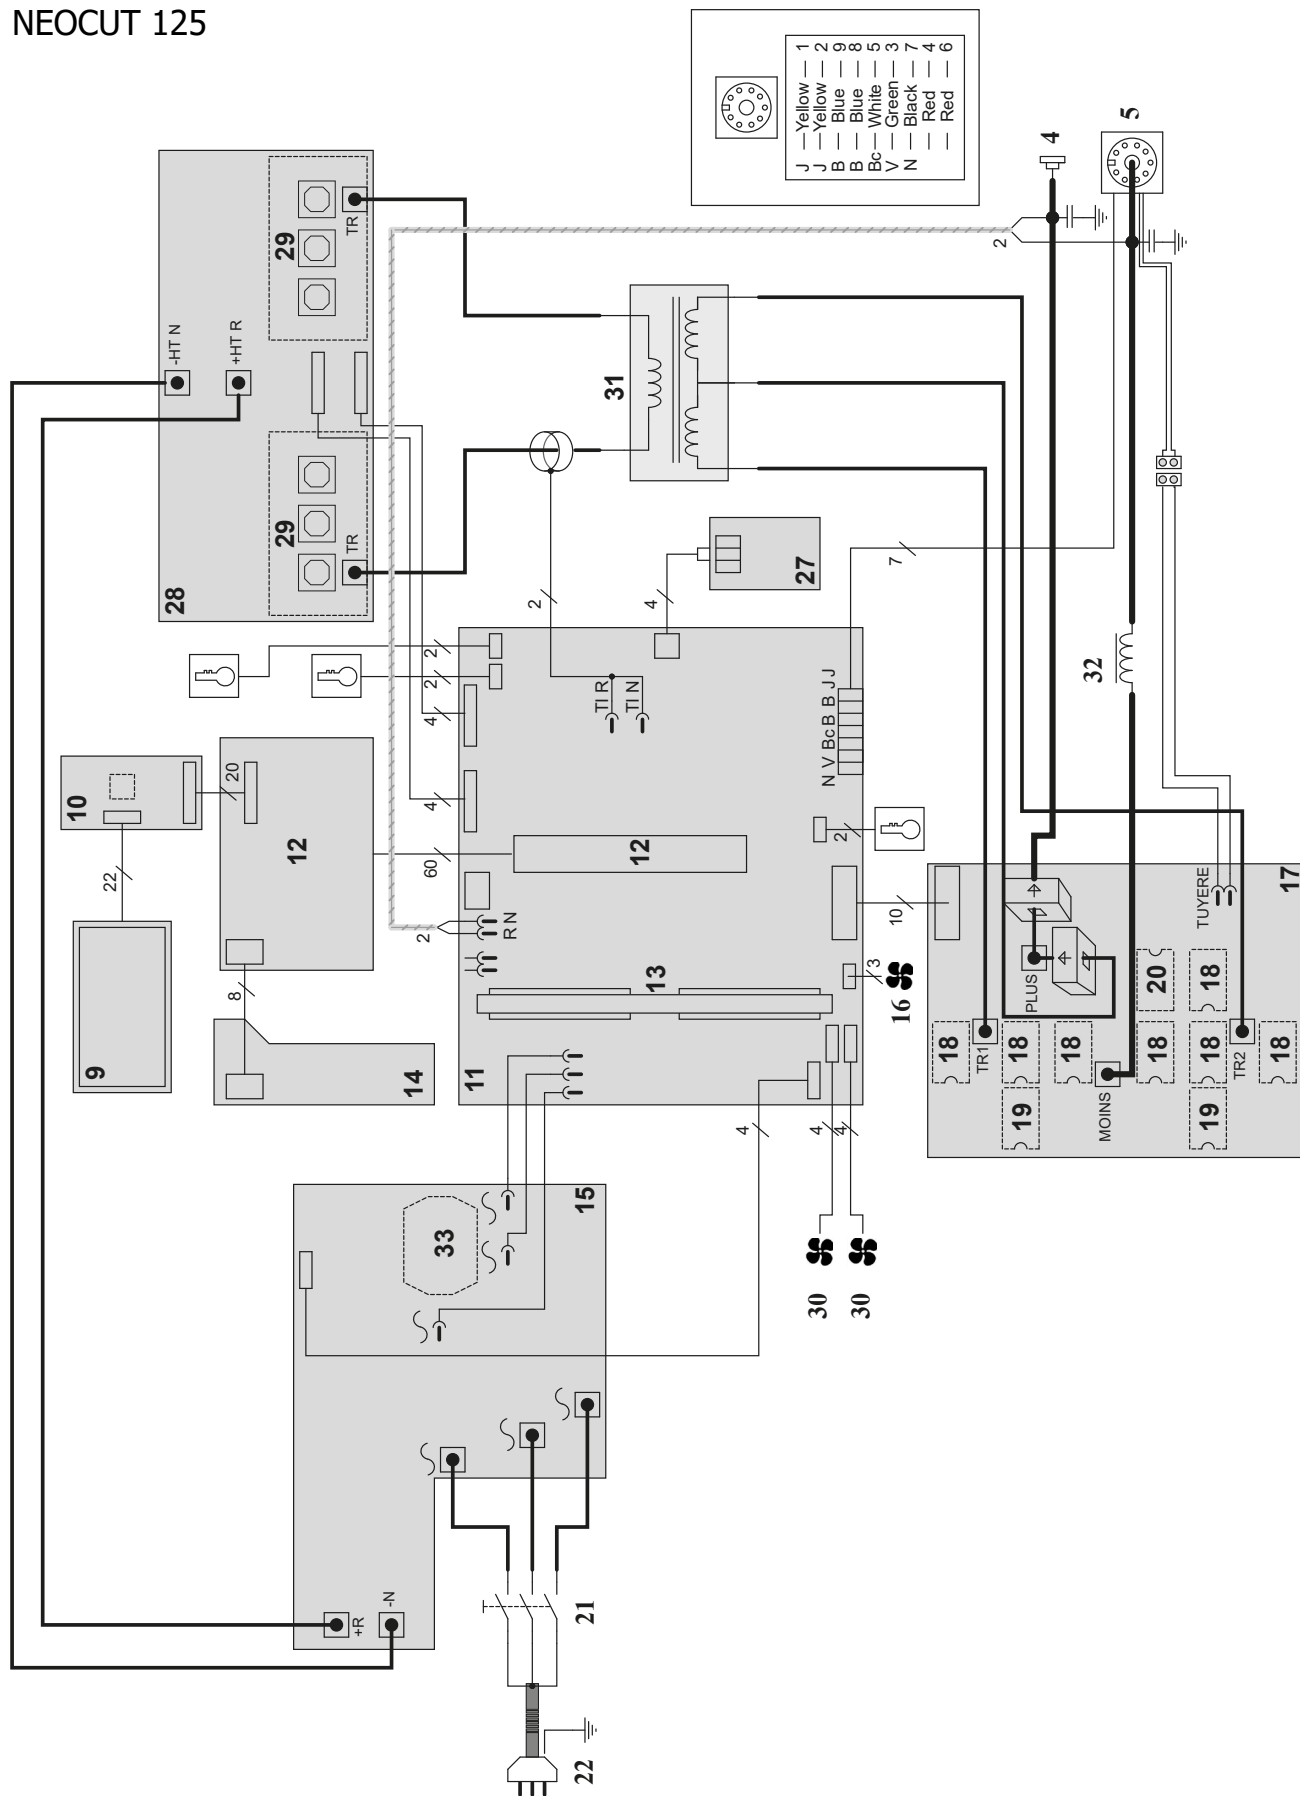 NEOCUT 125
J — Yellow — 1
J — Yellow — 2
B — Blue — 9
B — Blue — 8
Bc — White — 5
V — Green — 3
N — Black — 7
— Red — 4
— Red — 6
4
5
2
28
-HT N
+HT R
29
TR
29
TR
31
27
4
2
7
32
2
2
4
4
10
20
22
12
60
9
8
14
11
12
13
TI R
TI N
R N
2
N V Bc B B J J
2
10
3
16
17
TUYERE
PLUS
MOINS
TR1
TR2
18
18
18
18
18
18
18
19
19
20
15
33
4
4
4
30
30
+R
-N
21
22